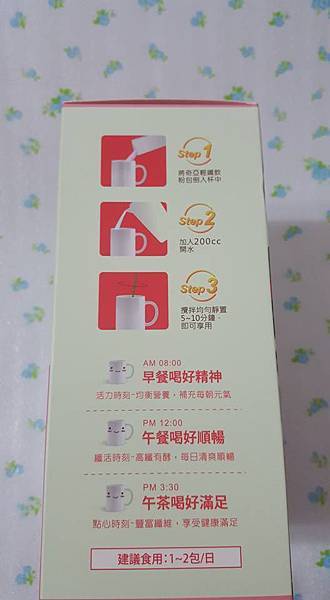 Step 1
將奇亞輕纖飲
粉包倒入杯中
Step 2
加入200cc
開水
Step 3
攪拌均勻靜置
5~10分鐘，
即可享用
AM 08:00
早餐喝好精神
活力時刻-均衡營養，補充每朝元氣
PM 12:00
午餐喝好順暢
纖活時刻-高纖有酵，每日清爽順暢
PM 3:30
午茶喝好滿足
點心時刻-豐富纖維，享受健康滿足
建議食用：1~2包/日